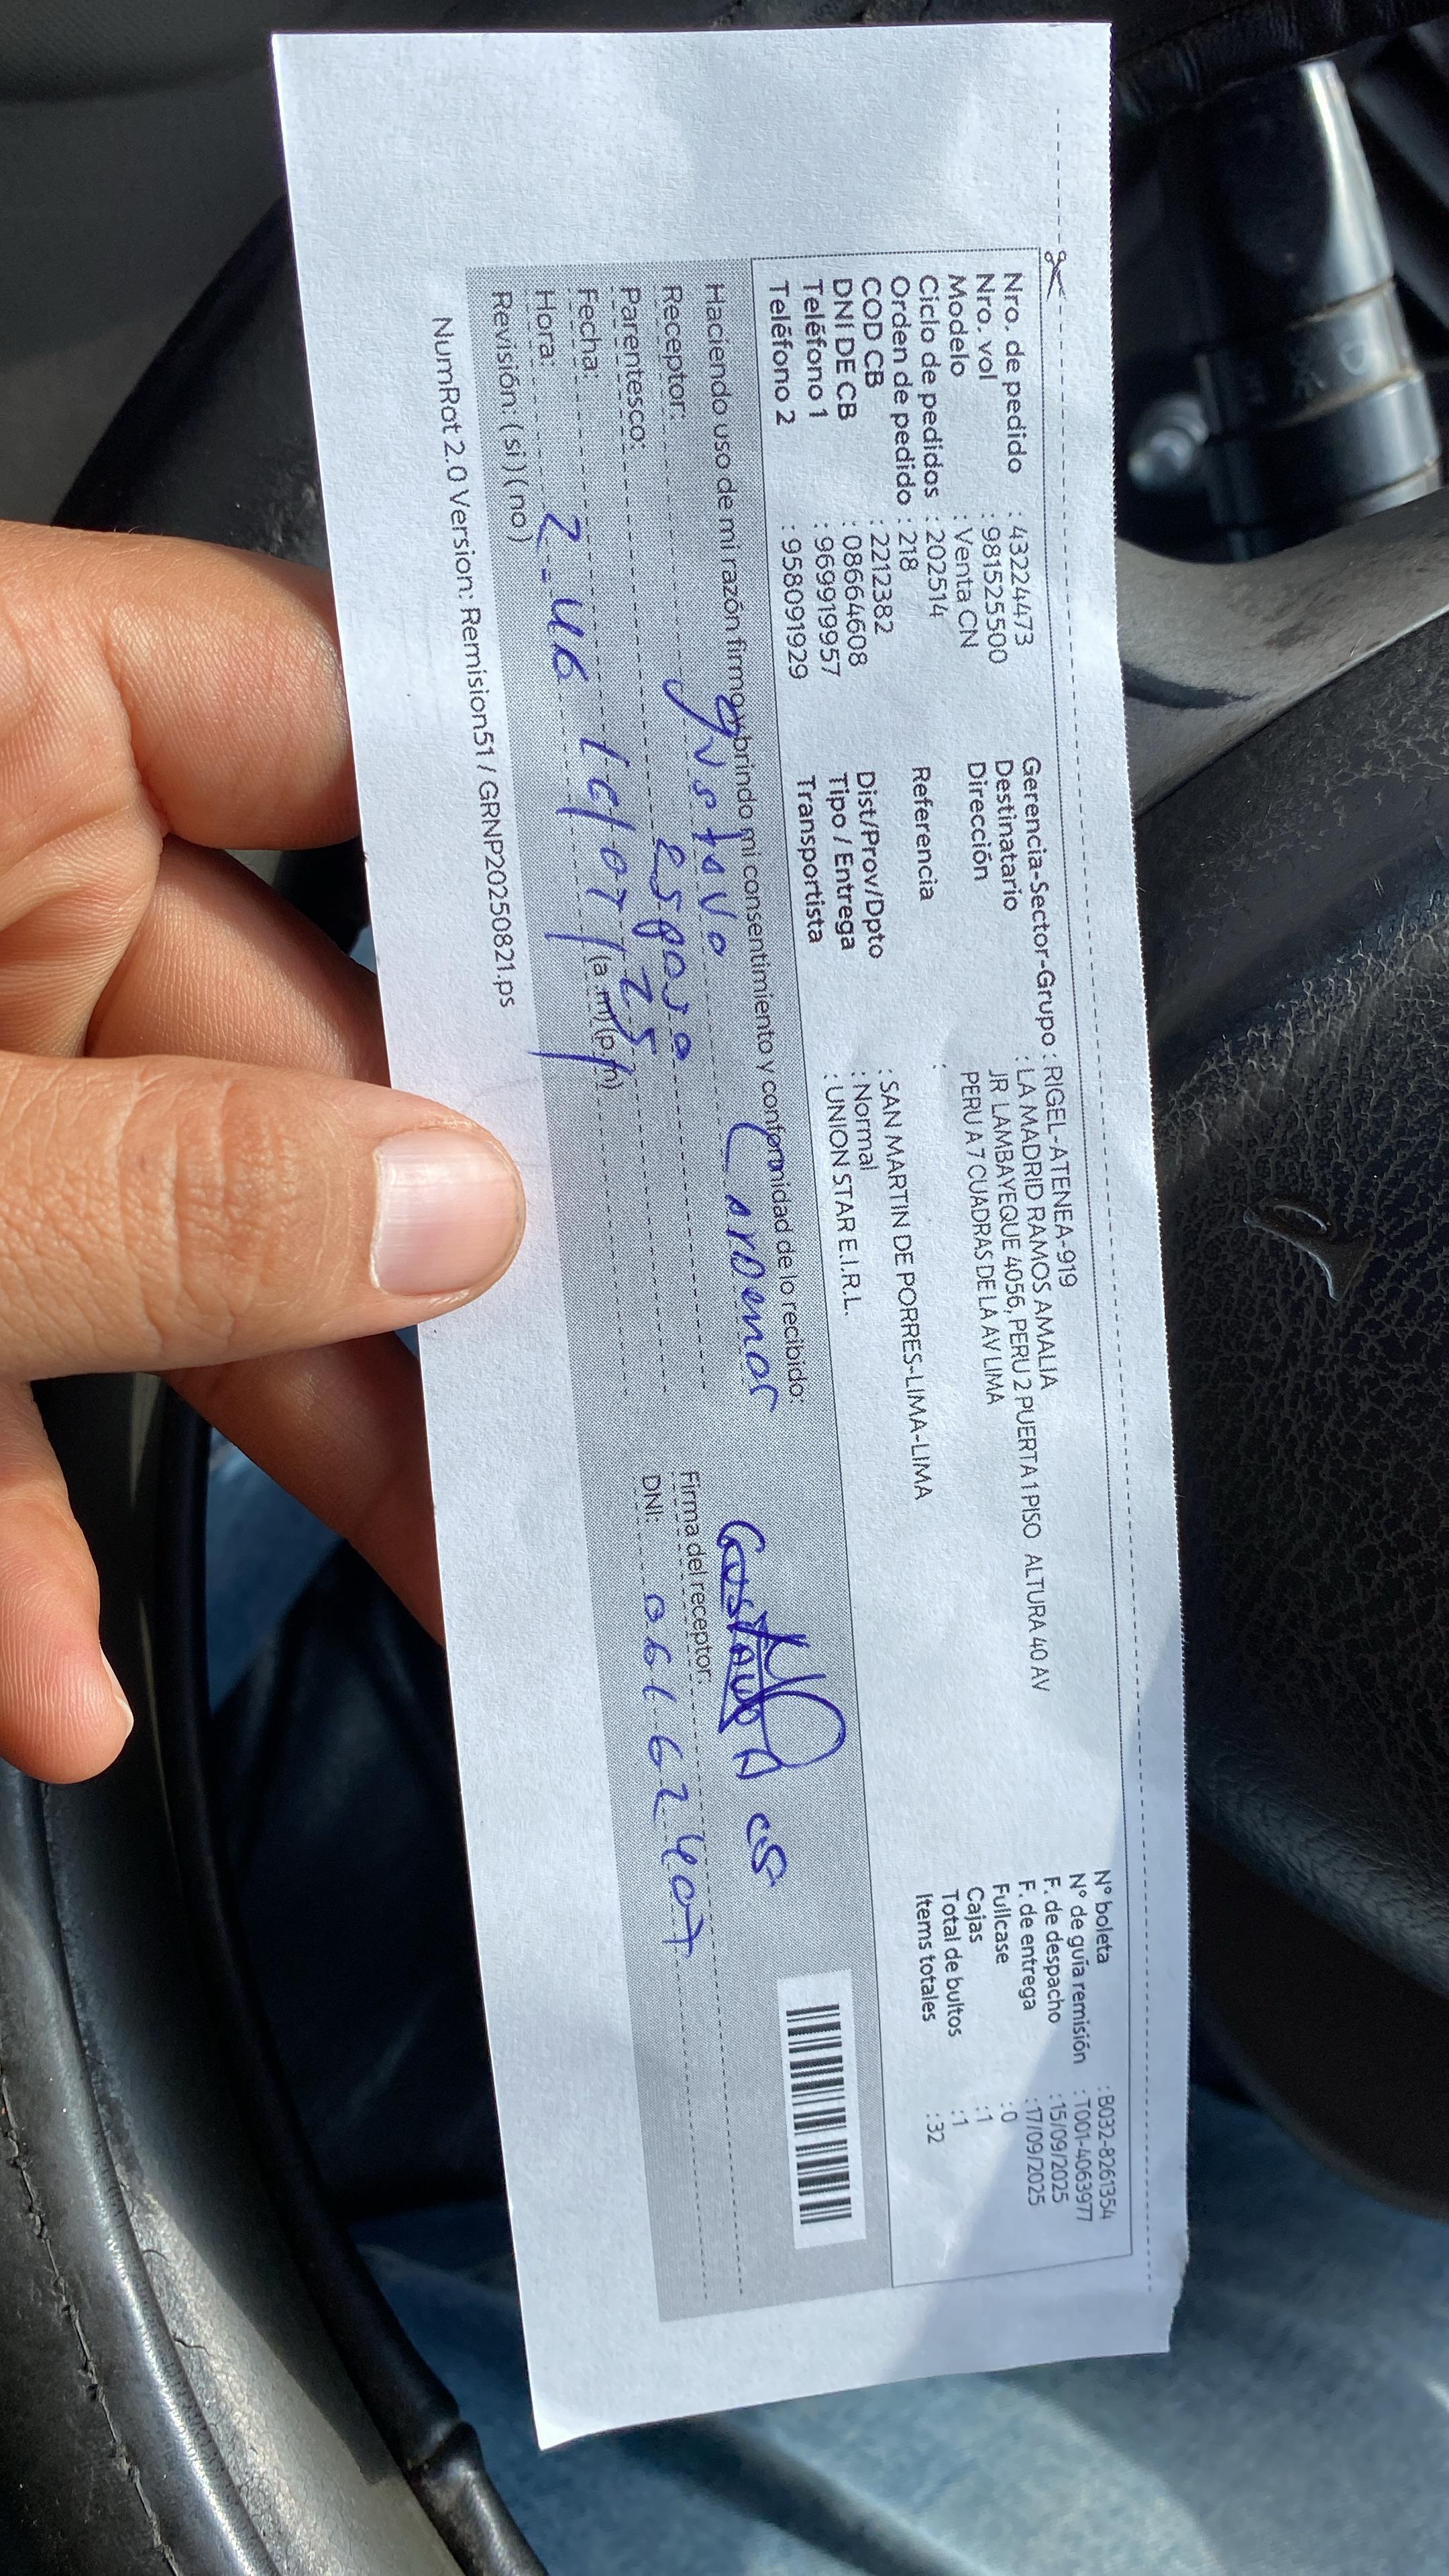 Nro. de pedido : 43224473
Nro. vol : 981525500
Modelo : Venta CN
Ciclo de pedidos : 202514
Orden de pedido : 218
COD CB : 2212382
DNI DE CB : 08664608
Teléfono 1 : 969919957
Teléfono 2 : 958091929
Gerencia-Sector-Grupo : RIGEL-ATENEA-919
Destinatario : LA MADRID RAMOS AMALIA
Dirección JR LAMBAYEQUE 4056, PERU 2 PUERTA 1 PISO ALTURA 40 AV
PERU A 7 CUADRAS DE LA AV LIMA
Referencia :
Dist/Prov/Dpto : SAN MARTIN DE PORRES-LIMA-LIMA
Tipo / Entrega : Normal
Transportista : UNION STAR E.I.R.L.
N° boleta : B032-8261354
N° de guía remisión : T001-4063977
F. de despacho : 15/09/2025
F. de entrega : 17/09/2025
Fullcase : 0
Cajas : 1
Total de bultos : 1
Items totales : 32
Haciendo uso de mi razón firmo y brindo mi consentimiento y conformidad de lo recibido:
Receptor: gustavo
Parentesco: esposo
Fecha: 16/07/25
Hora: 2-46 (a.m) (p.m)
Revisión: ( si ) ( no )
Firma del receptor:
DNI: 06162407
NumRot 2.0 Version: Remision51 / GRNP20250821.ps